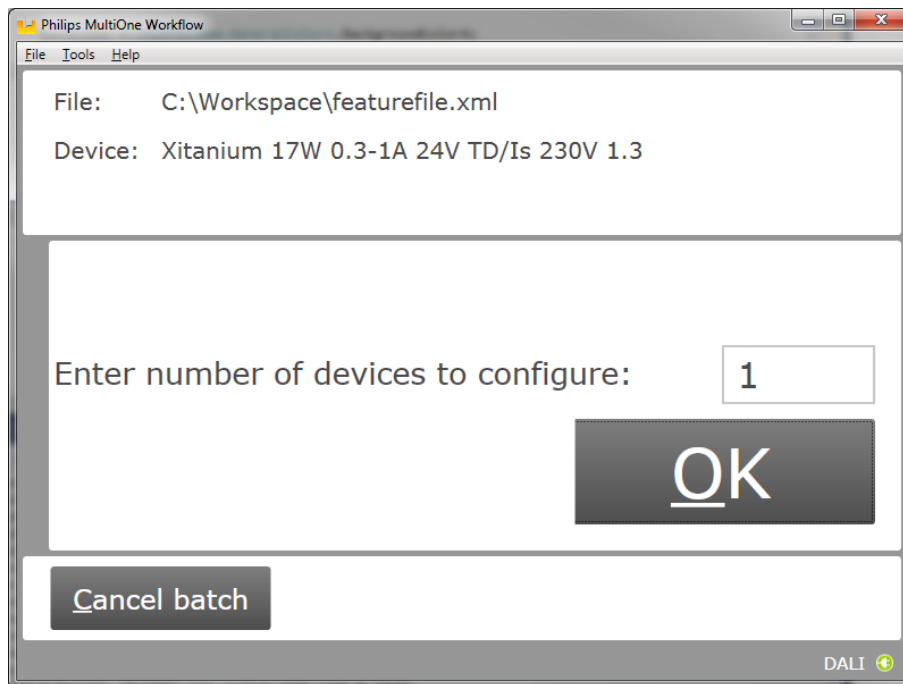 Philips MultiOne Workflow
File Tools Help
File: C:\Workspace\featurefile.xml
Device: Xitanium 17W 0.3-1A 24V TD/Is 230V 1.3
Enter number of devices to configure: 1
OK
Cancel batch
DALI